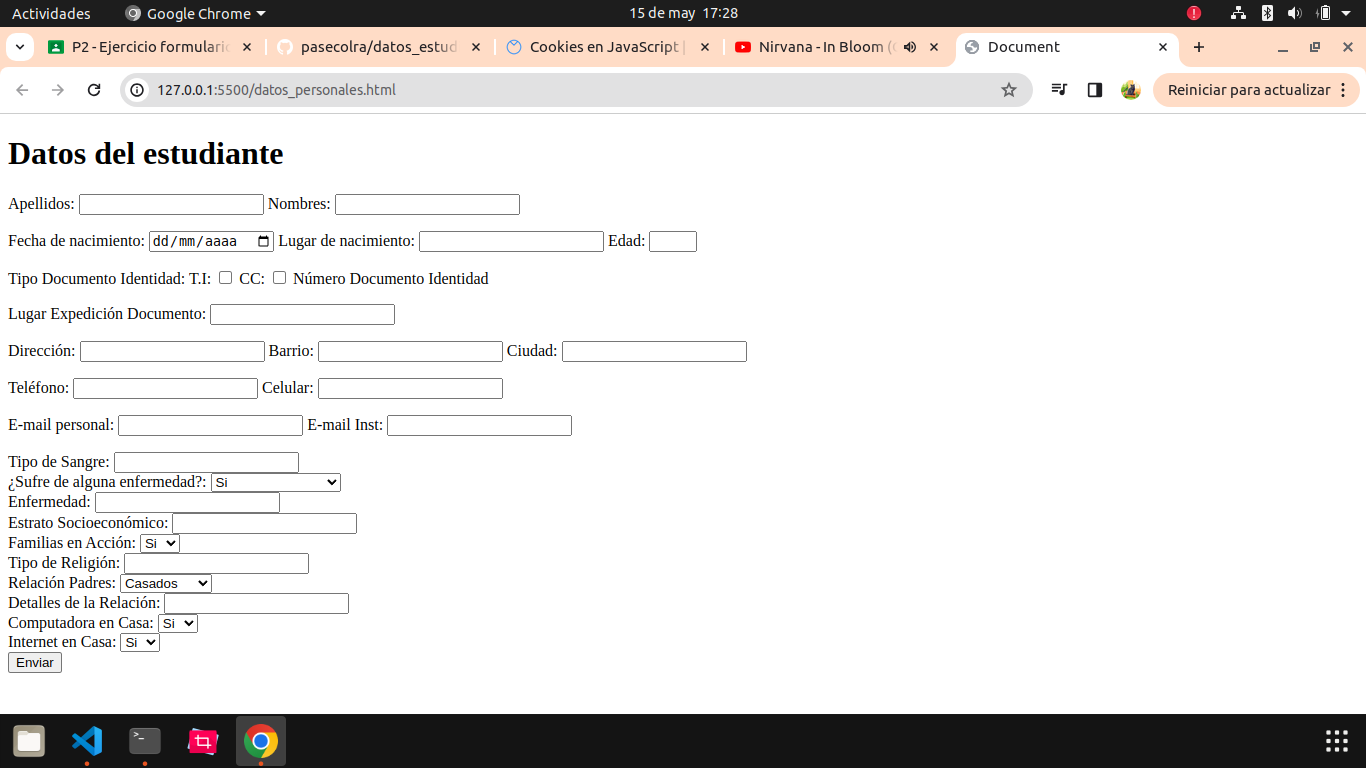 Actividades Google Chrome 15 de may 17:28
P2 - Ejercicio formulario pasecolra/datos_estud Cookies en JavaScript Nirvana - In Bloom Document
127.0.0.1:5500/datos_personales.html Reiniciar para actualizar
Datos del estudiante
Apellidos: Nombres:
Fecha de nacimiento: dd/mm/aaaa Lugar de nacimiento: Edad:
Tipo Documento Identidad: T.I: CC: Número Documento Identidad
Lugar Expedición Documento:
Dirección: Barrio: Ciudad:
Teléfono: Celular:
E-mail personal: E-mail Inst:
Tipo de Sangre:
¿Sufre de alguna enfermedad?: Si
Enfermedad:
Estrato Socioeconómico:
Familias en Acción: Si
Tipo de Religión:
Relación Padres: Casados
Detalles de la Relación:
Computadora en Casa: Si
Internet en Casa: Si
Enviar